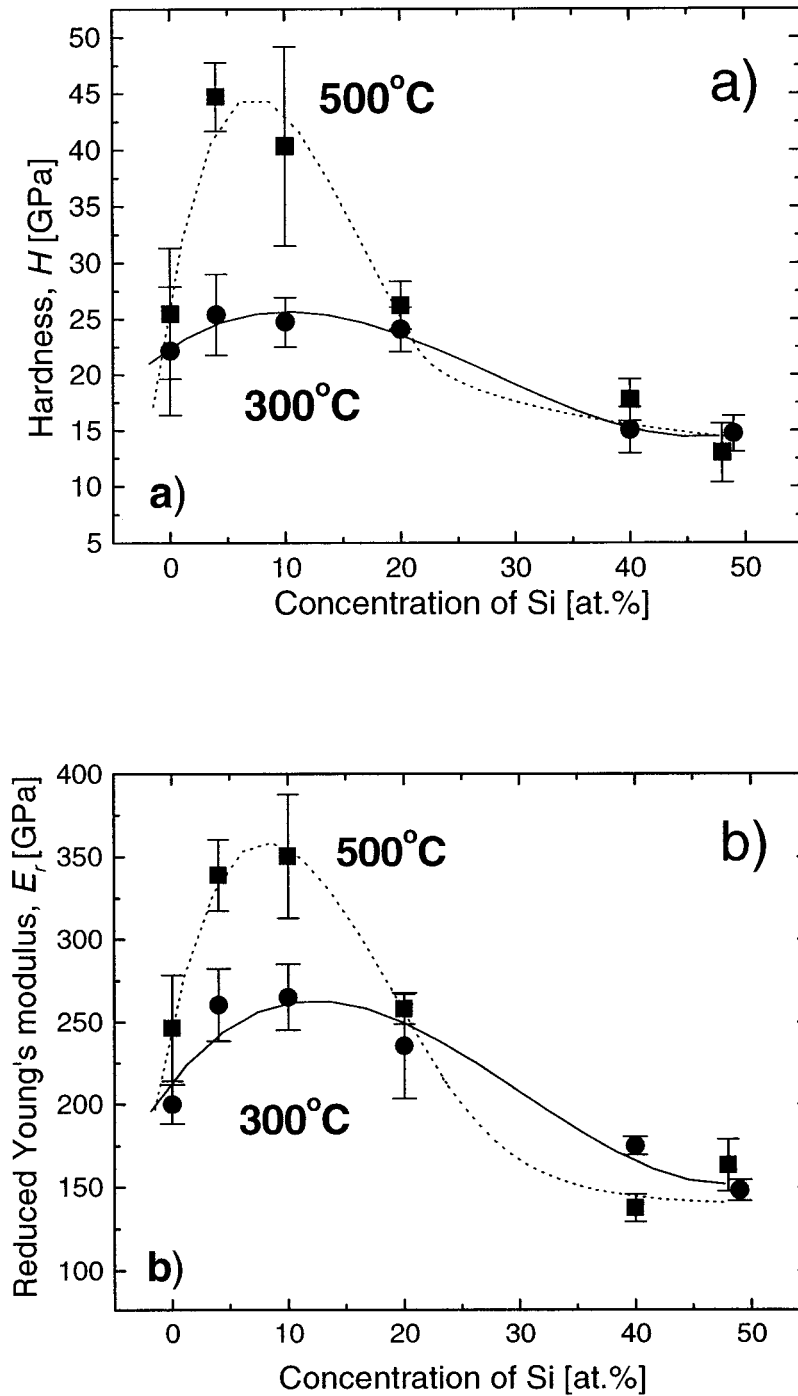 50
45
40
35
30
25
20
15
10
5
Hardness, H [GPa]
500°C
a)
300°C
a)
0 10 20 30 40 50
Concentration of Si [at.%]
400
350
300
250
200
150
100
Reduced Young's modulus, Er [GPa]
500°C
b)
300°C
b)
0 10 20 30 40 50
Concentration of Si [at.%]